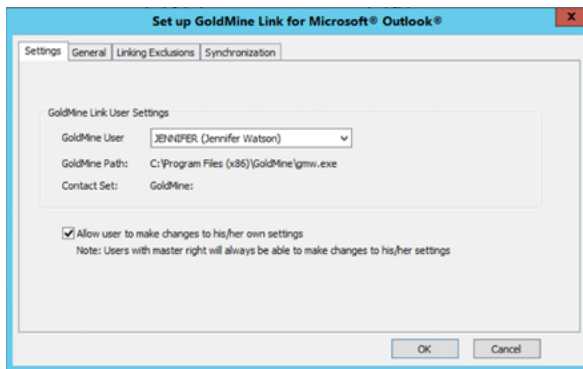 Set up GoldMine Link for Microsoft® Outlook®
x
Settings General Linking Exclusions Synchronization
GoldMine Link User Settings
GoldMine User JENNIFER (Jennifer Watson)
GoldMine Path: C:\Program Files (x86)\GoldMine\gmw.exe
Contact Set: GoldMine:
Allow user to make changes to his/her own settings
Note: Users with master right will always be able to make changes to his/her settings
OK Cancel